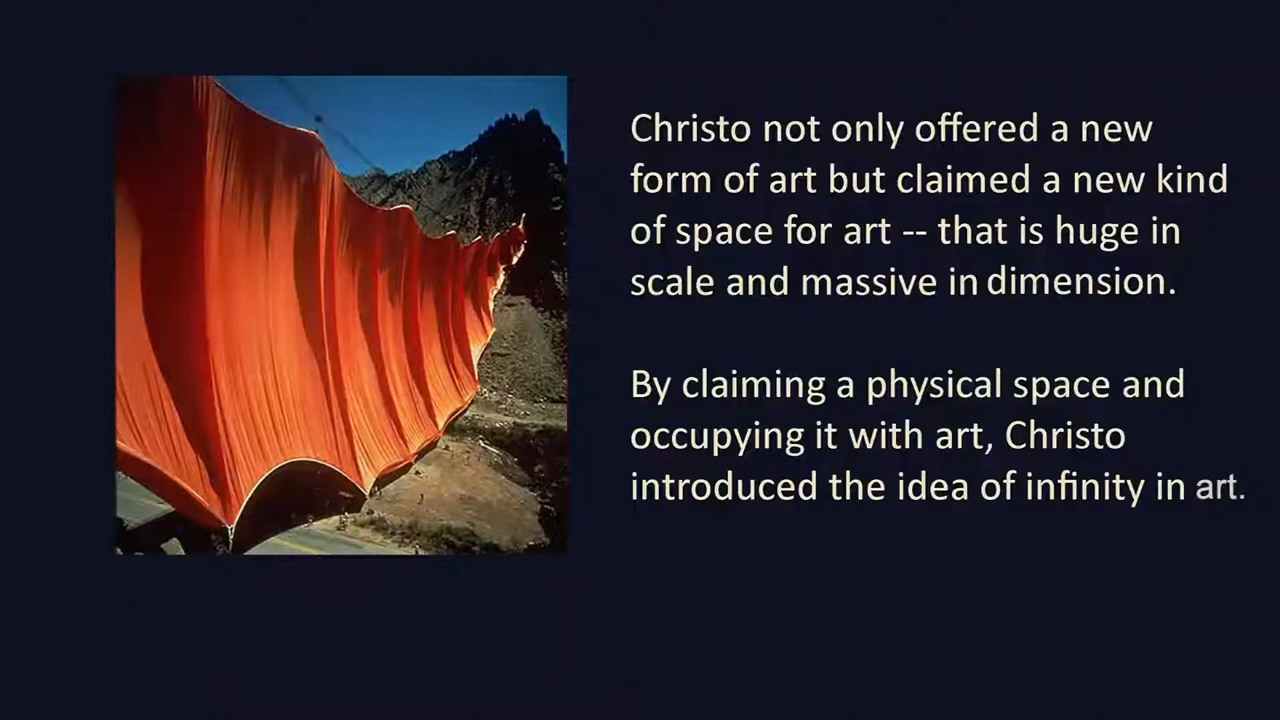 Christo not only offered a new
form of art but claimed a new kind
of space for art -- that is huge in
scale and massive in dimension.
By claiming a physical space and
occupying it with art, Christo
introduced the idea of infinity in art.